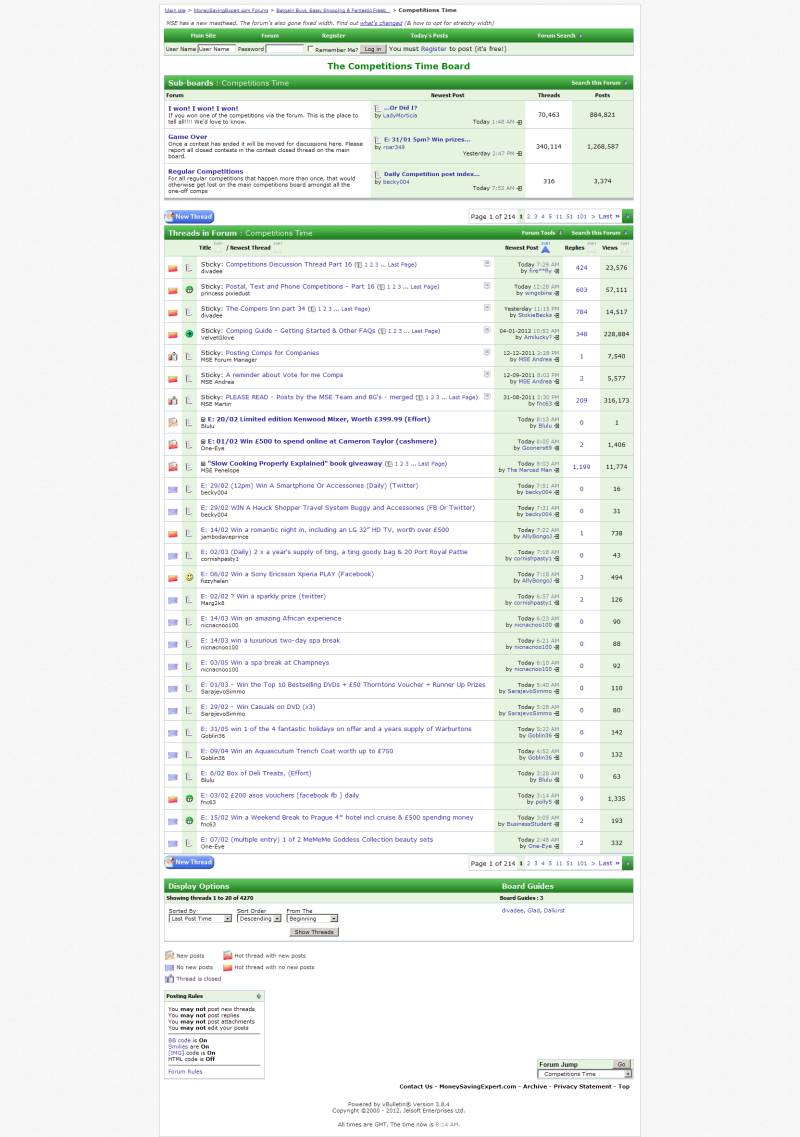 Main site > MoneySavingExpert.com Forums > Bargain Buys, Easy Shopping & Fantastic Frees... > Competitions Time
MSE has a new masthead. The forum's also gone fixed width. Find out what's changed (& how to opt for stretchy width)
Main Site Forum Register Today's Posts Forum Search
User Name User Name Password Remember Me? Log in You must Register to post (it's free!)
The Competitions Time Board
Sub-boards : Competitions Time Search this Forum
Forum Newest Post Threads Posts
I won! I won! I won!
If you won one of the competitions via the forum. This is the place to
tell all!!!! We'd love to know.
...Or Did I?
by LadyMorticia
Today 1:48 AM
70,463 884,821
Game Over
Once a contest has ended it will be moved for discussions here. Please
report all closed contests in the contest closed thread on the main
board.
E: 31/01 5pm? Win prizes...
by roar349
Yesterday 2:47 PM
340,114 1,268,587
Regular Competitions
For all regular competitions that happen more than once, that would
otherwise get lost on the main competitions board amongst all the
one-off comps
Daily Competition post index...
by becky004
Today 7:52 AM
316 3,374
New Thread Page 1 of 214 1 2 3 4 5 11 51 101 > Last »
Threads in Forum : Competitions Time Forum Tools Search this Forum
Title / Newest Thread Newest Post Replies Views
Sticky: Competitions Discussion Thread Part 16 ( 1 2 3 ... Last Page) Today 7:29 AM 424 23,576
divadee by fire**fly
Sticky: Postal, Text and Phone Competitions - Part 16 ( 1 2 3 ... Last Page) Today 12:28 AM 603 57,111
princess pixiedust by wingobins
Sticky: The Compers Inn part 34 ( 1 2 3 ... Last Page) Yesterday 11:15 PM 784 14,517
divadee by StokieBecks
Sticky: Comping Guide - Getting Started & Other FAQs ( 1 2 3 ... Last Page) 04-01-2012 10:52 AM 348 228,884
VelvetGlove by Amilucky7
Sticky: Posting Comps for Companies 12-12-2011 2:28 PM 1 7,540
MSE Forum Manager by MSE Andrea
Sticky: A reminder about Vote for me Comps 12-09-2011 8:02 PM 2 5,577
MSE Andrea by MSE Andrea
Sticky: PLEASE READ - Posts by the MSE Team and BG's - merged ( 1 2 3 ... Last Page) 31-08-2011 2:30 PM 209 316,173
MSE Martin by fnc63
E: 20/02 Limited edition Kenwood Mixer, Worth £399.99 (Effort) Today 8:12 AM 0 1
Blulu by Blulu
E: 01/02 Win £500 to spend online at Cameron Taylor (cashmere) Today 8:05 AM 2 1,406
One-Eye by Gooners69
"Slow Cooking Properly Explained" book giveaway ( 1 2 3 ... Last Page) Today 8:03 AM 1,199 11,774
MSE Penelope by The Marced Man
E: 29/02 (12pm) Win A Smartphone Or Accessories (Daily) (Twitter) Today 7:51 AM 0 16
becky004 by becky004
E: 29/02 WIN A Hauck Shopper Travel System Buggy and Accessories (FB Or Twitter) Today 7:31 AM 0 31
becky004 by becky004
E: 14/02 Win a romantic night in, including an LG 32" HD TV, worth over £650 Today 7:22 AM 1 738
jambodaveprince by AllyBongoJ
E: 02/03 (Daily) 2 x a year's supply of ting, a ting goody bag & 20 Port Royal Pattie Today 7:18 AM 0 43
cornishpasty1 by cornishpasty1
E: 06/02 Win a Sony Ericsson Xperia PLAY (Facebook) Today 7:18 AM 3 494
fizzyhelen by AllyBongoJ
E: 02/02 ? Win a sparkly prize (twitter) Today 6:57 AM 2 126
Marg2k8 by cornishpasty1
E: 14/03 Win an amazing African experience Today 6:23 AM 0 90
nicnacnoo100 by nicnacnoo100
E: 14/03 win a luxurious two-day spa break Today 6:21 AM 0 88
nicnacnoo100 by nicnacnoo100
E: 03/05 Win a spa break at Champneys Today 6:10 AM 0 92
nicnacnoo100 by nicnacnoo100
E: 01/03 - Win the Top 10 Bestselling DVDs + £50 Thorntons Voucher + Runner Up Prizes Today 5:40 AM 0 110
SarajevoSimmo by SarajevoSimmo
E: 29/02 - Win Casuals on DVD (x3) Today 5:28 AM 0 80
SarajevoSimmo by SarajevoSimmo
E: 31/05 win 1 of the 4 fantastic holidays on offer and a years supply of Warburtons Today 5:22 AM 0 142
Goblin36 by Goblin36
E: 09/04 Win an Aquascutum Trench Coat worth up to £750 Today 4:52 AM 0 132
Goblin36 by Goblin36
E: 6/02 Box of Deli Treats, (Effort) Today 3:28 AM 0 63
Blulu by Blulu
E: 03/02 £200 asos vouchers [facebook fb ] daily Today 3:14 AM 9 1,335
fnc63 by polly5
E: 15/02 Win a Weekend Break to Prague 4* hotel incl cruise & £500 spending money Today 3:05 AM 2 193
fnc63 by BusinessStudent
E: 07/02 (multiple entry) 1 of 2 MeMeMe Goddess Collection beauty sets Today 2:48 AM 2 332
One-Eye by One-Eye
New Thread Page 1 of 214 1 2 3 4 5 11 51 101 > Last »
Display Options Board Guides
Showing threads 1 to 20 of 4270 Board Guides : 3
Sorted By Sort Order From The divadee, Glad, Dalkirst
Last Post Time Descending Beginning
Show Threads
New posts Hot thread with new posts
No new posts Hot thread with no new posts
Thread is closed
Posting Rules
You may not post new threads
You may not post replies
You may not post attachments
You may not edit your posts
BB code is On
Smilies are On
[IMG] code is On
HTML code is Off
Forum Rules
Forum Jump Go
Competitions Time
Contact Us - MoneySavingExpert.com - Archive - Privacy Statement - Top
Powered by vBulletin® Version 3.8.4
Copyright ©2000 - 2012, Jelsoft Enterprises Ltd.
All times are GMT. The time now is 8:14 AM.